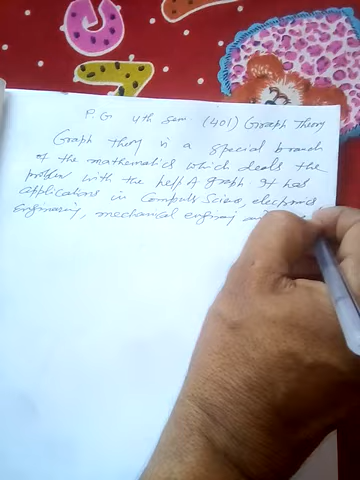 P.G 4th sem (401) Graph Theory
Graph theory is a special branch
of the mathematics which deals the
problem with the help A graph. It has
applications in Computer Science, electronics
Engineering, mechanical engineering